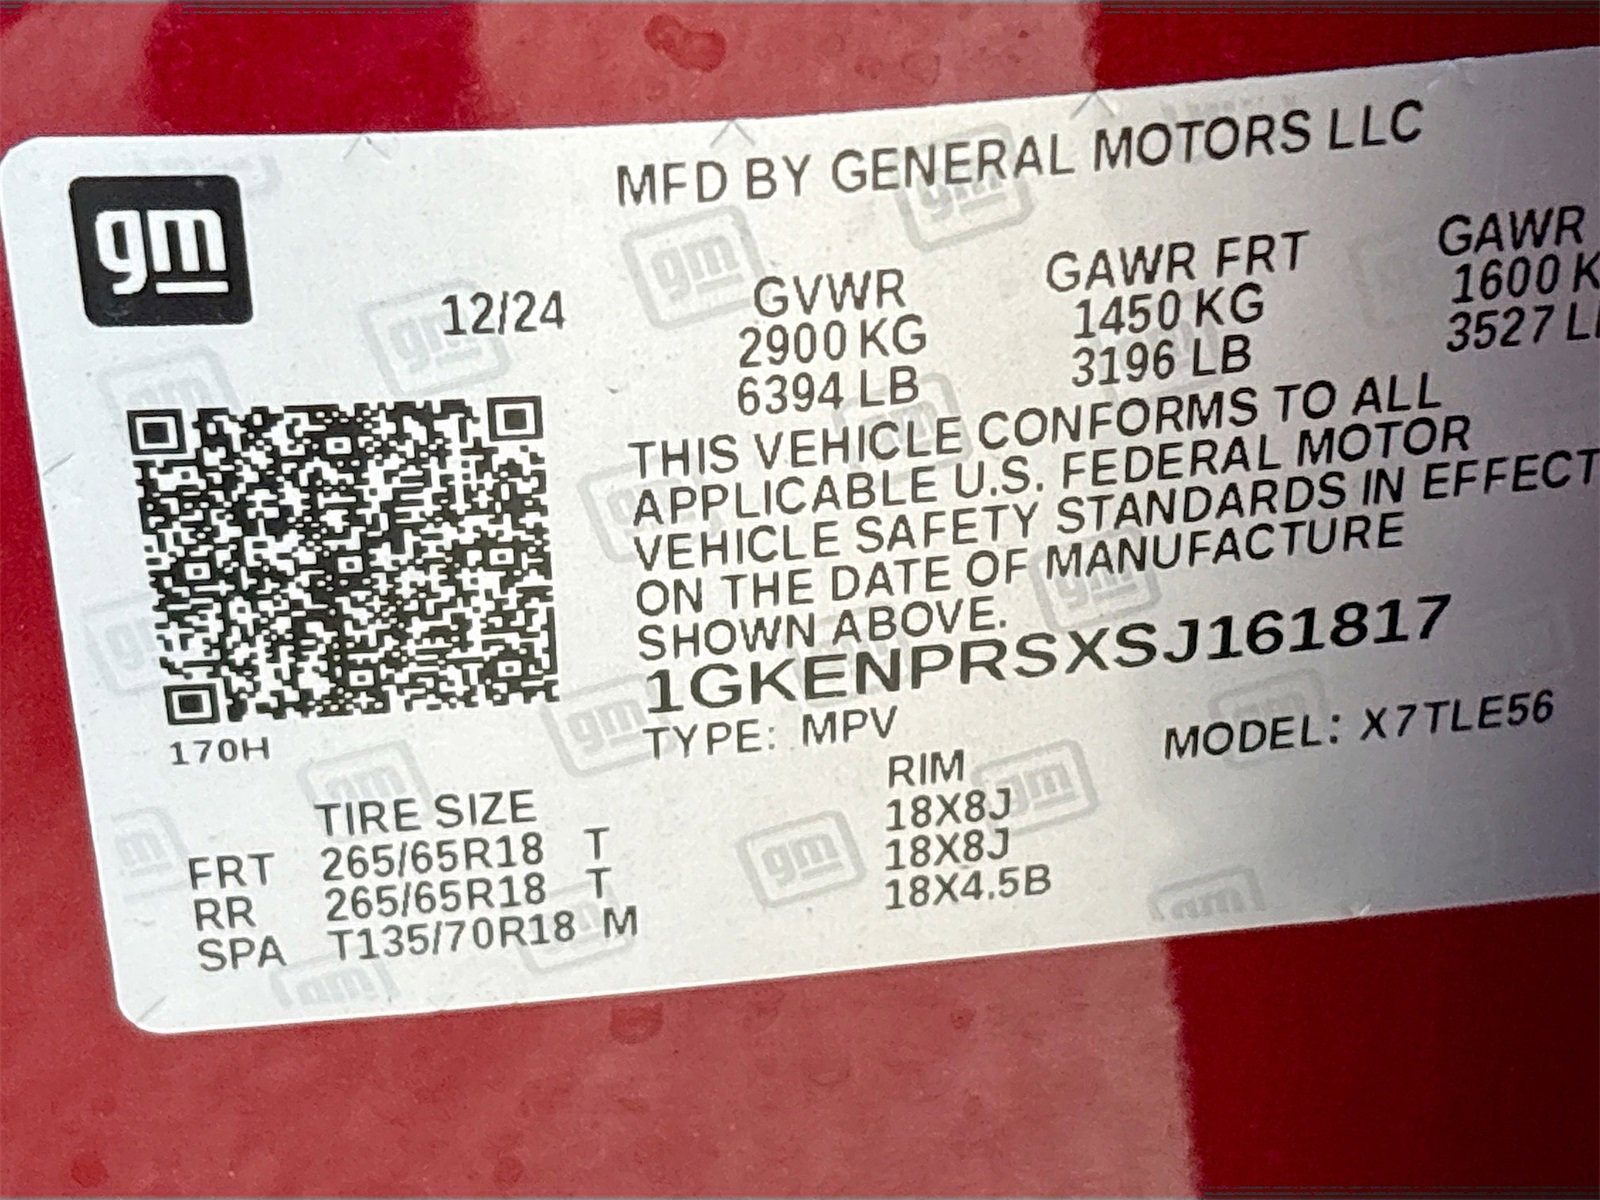 MFD BY GENERAL MOTORS LLC
gm
12/24
GVWR GAWR FRT GAWR
2900 KG 1450 KG 1600 K
6394 LB 3196 LB 3527 L
THIS VEHICLE CONFORMS TO ALL
APPLICABLE U.S. FEDERAL MOTOR
VEHICLE SAFETY STANDARDS IN EFFECT
ON THE DATE OF MANUFACTURE
SHOWN ABOVE.
1GKENPRSXSJ161817
TYPE: MPV MODEL: X7TLE56
170H
TIRE SIZE RIM
FRT 265/65R18 T 18X8J
RR 265/65R18 T 18X8J
SPA T135/70R18 M 18X4.5B